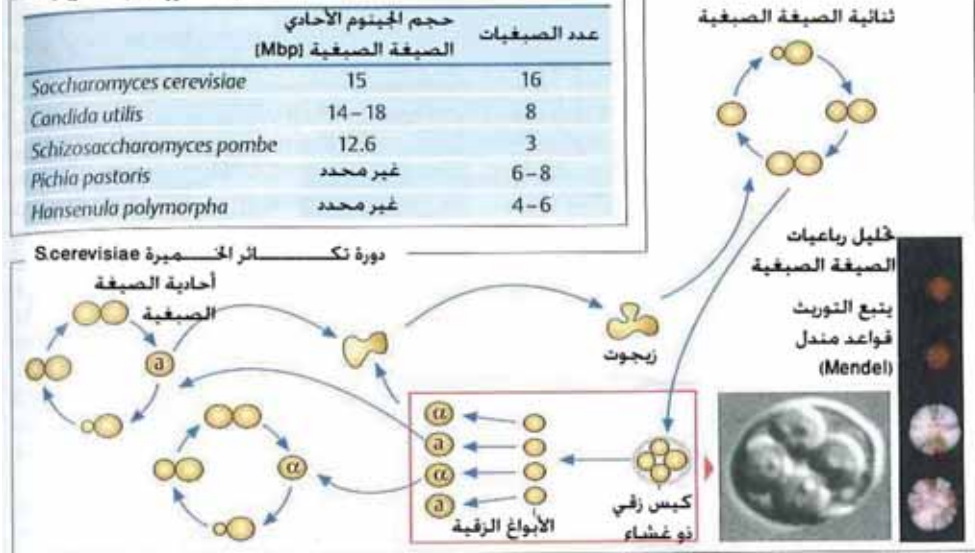 حجم الجينوم الأحادي
الصيغة الصبغية (Mbp)
عدد الصبغيات
Saccharomyces cerevisiae 15 16
Candida utilis 14–18 8
Schizosaccharomyces pombe 12.6 3
Pichia pastoris غير محدد 6–8
Hansenula polymorpha غير محدد 4–6
ثنائية الصيغة الصبغية
دورة تكـــــاثر الخـــميرة S.cerevisiae
أحادية الصيغة
الصبغية
a
α
زيجوت
α
a
α
a
الأبواغ الزقية
كيس زقي
ذو غشاء
تحليل رباعيات
الصيغة الصبغية
يتبع التوريث
قواعد مندل
(Mendel)